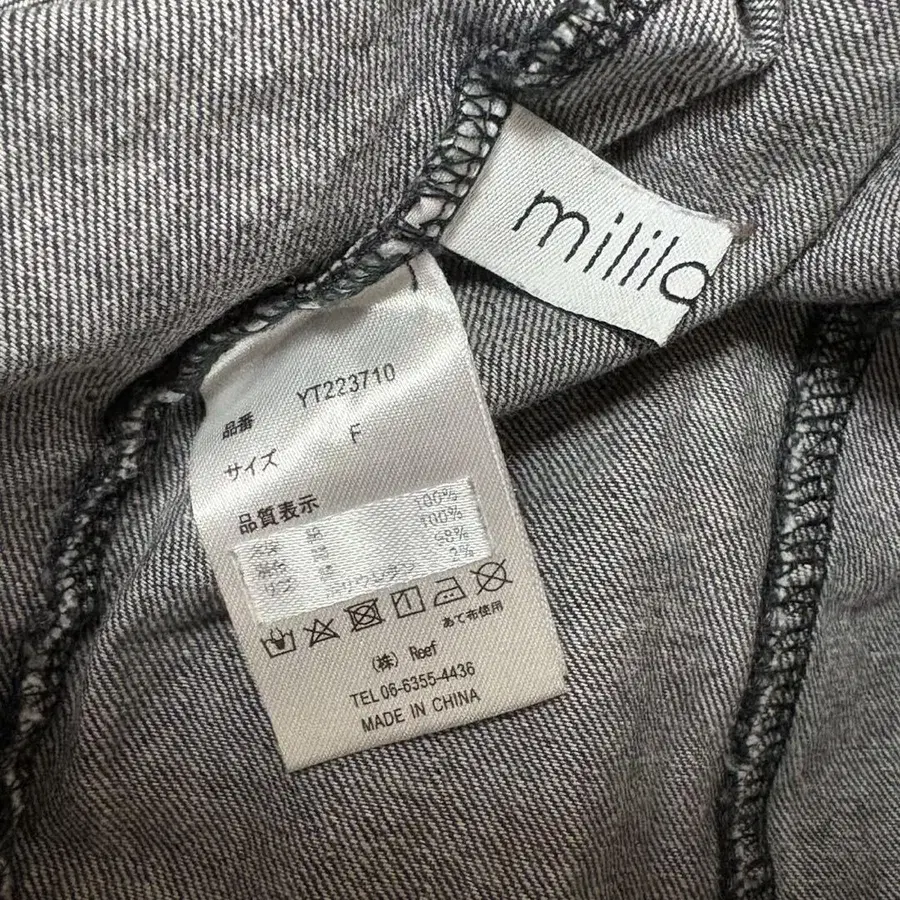 milila
品番 YT223710
サイズ F
品質表示
100%
100%
98%
2%
あて布使用
(株) Reef
TEL 06-6355-4436
MADE IN CHINA